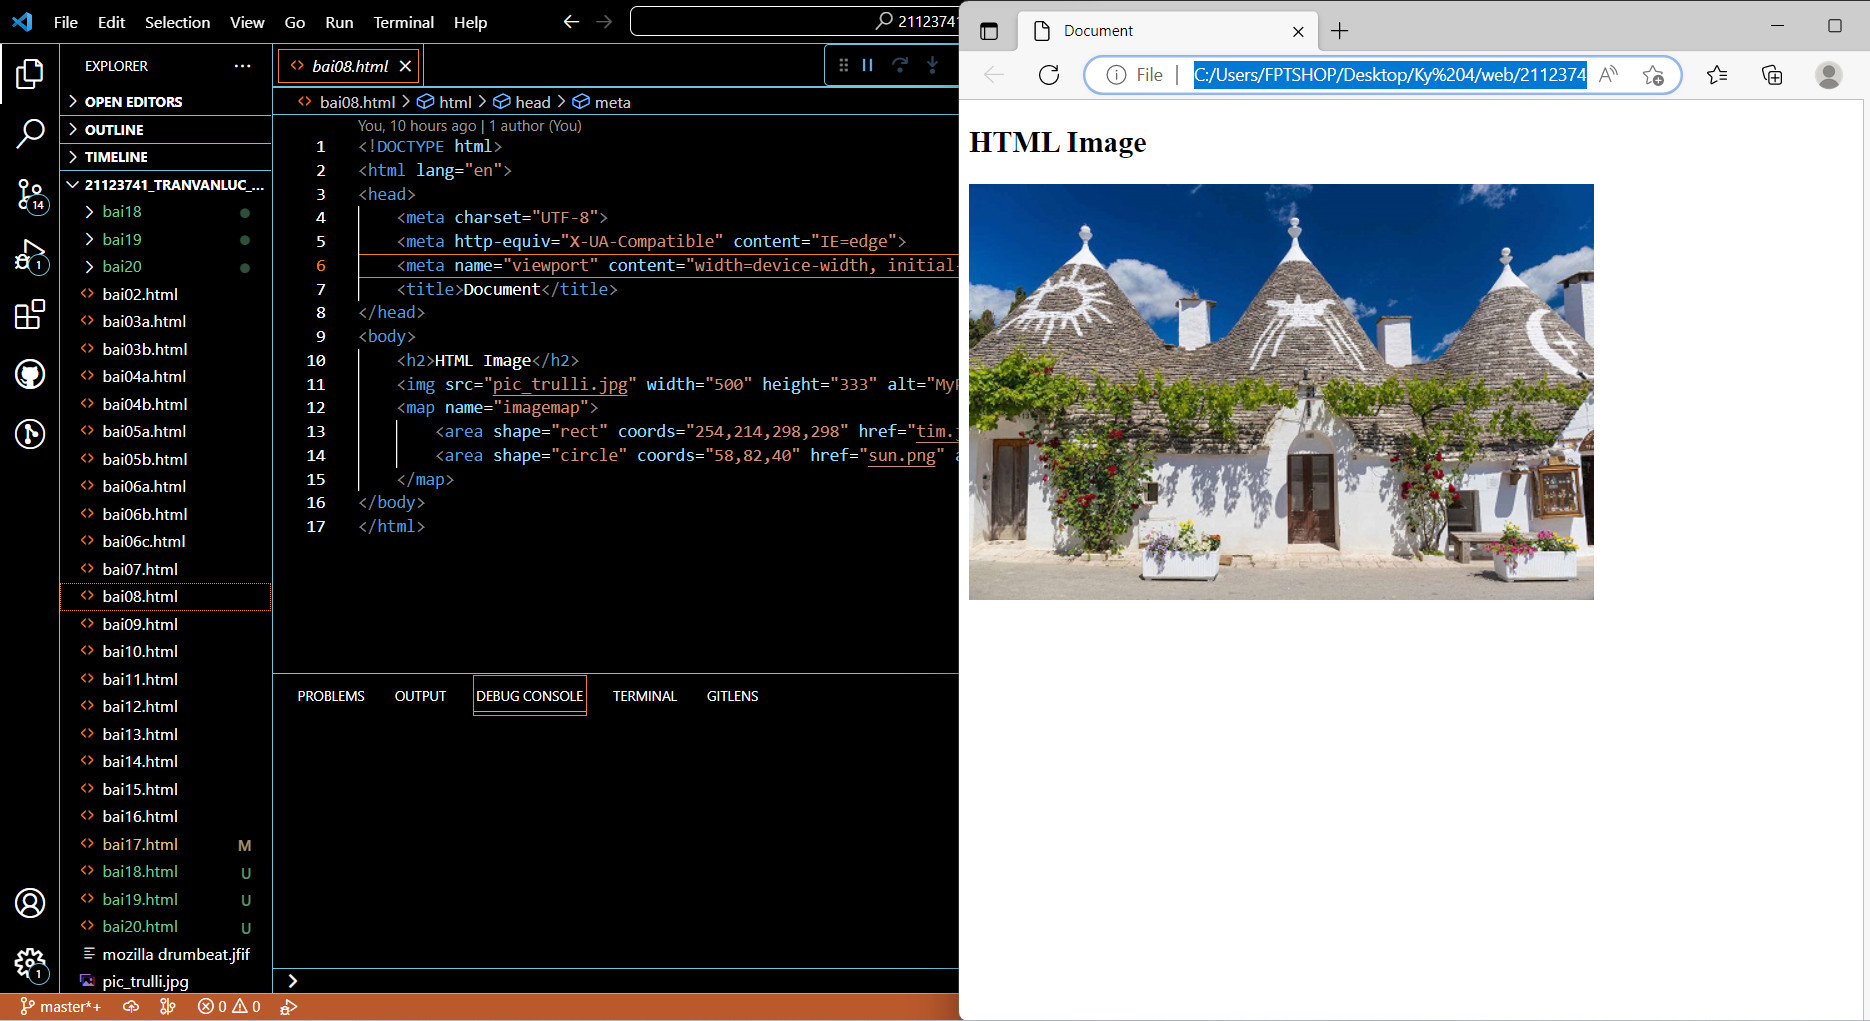 File Edit Selection View Go Run Terminal Help
21123741
EXPLORER
OPEN EDITORS
OUTLINE
TIMELINE
21123741_TRANVANLUC_...
bai18
bai19
bai20
bai02.html
bai03a.html
bai03b.html
bai04a.html
bai04b.html
bai05a.html
bai05b.html
bai06a.html
bai06b.html
bai06c.html
bai07.html
bai08.html
bai09.html
bai10.html
bai11.html
bai12.html
bai13.html
bai14.html
bai15.html
bai16.html
bai17.html M
bai18.html U
bai19.html U
bai20.html U
mozilla drumbeat.jfif
pic_trulli.jpg
14
1
1
bai08.html
bai08.html > html > head > meta
You, 10 hours ago | 1 author (You)
1 <!DOCTYPE html>
2 <html lang="en">
3 <head>
4 <meta charset="UTF-8">
5 <meta http-equiv="X-UA-Compatible" content="IE=edge">
6 <meta name="viewport" content="width=device-width, initial-
7 <title>Document</title>
8 </head>
9 <body>
10 <h2>HTML Image</h2>
11 <img src="pic_trulli.jpg" width="500" height="333" alt="MyP
12 <map name="imagemap">
13 <area shape="rect" coords="254,214,298,298" href="tim.j
14 <area shape="circle" coords="58,82,40" href="sun.png" a
15 </map>
16 </body>
17 </html>
PROBLEMS OUTPUT DEBUG CONSOLE TERMINAL GITLENS
master*+ 0 0
Document
File | C:/Users/FPTSHOP/Desktop/Ky%204/web/2112374
HTML Image